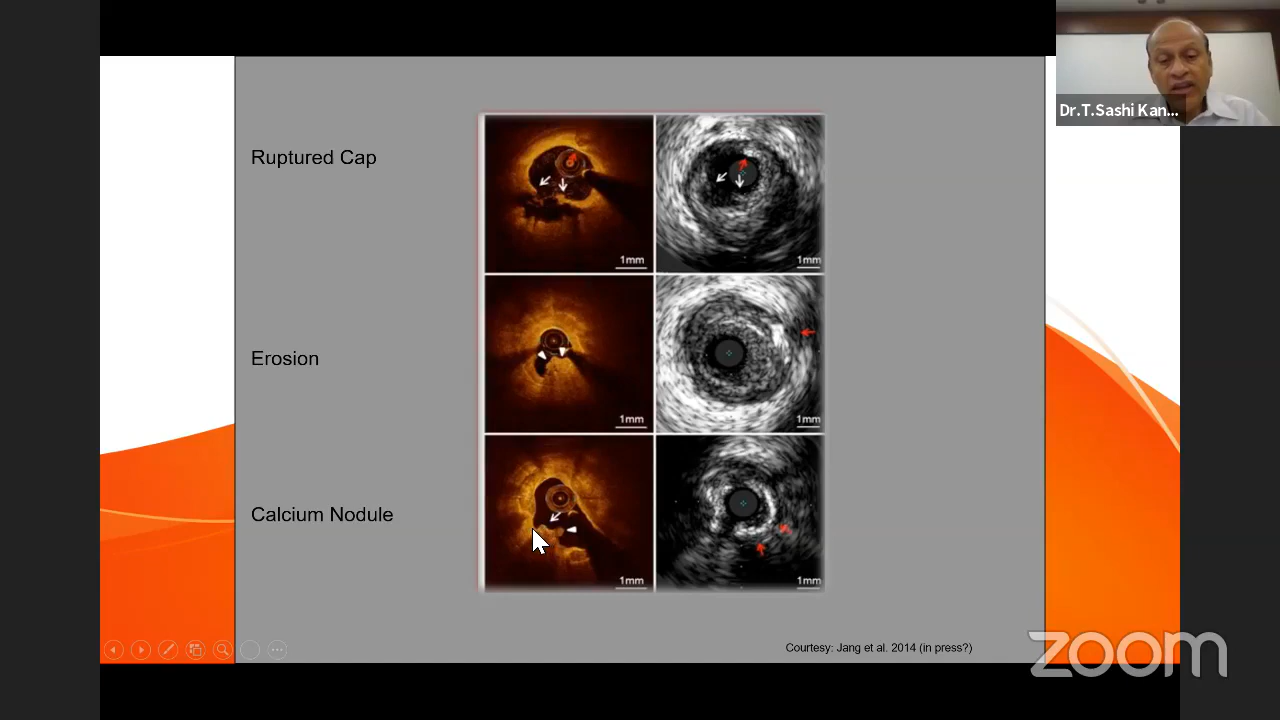 Dr.T.Sashi Kan...
Ruptured Cap
1mm
1mm
Erosion
1mm
1mm
Calcium Nodule
1mm
1mm
Courtesy: Jang et al. 2014 (in press?)
zoom